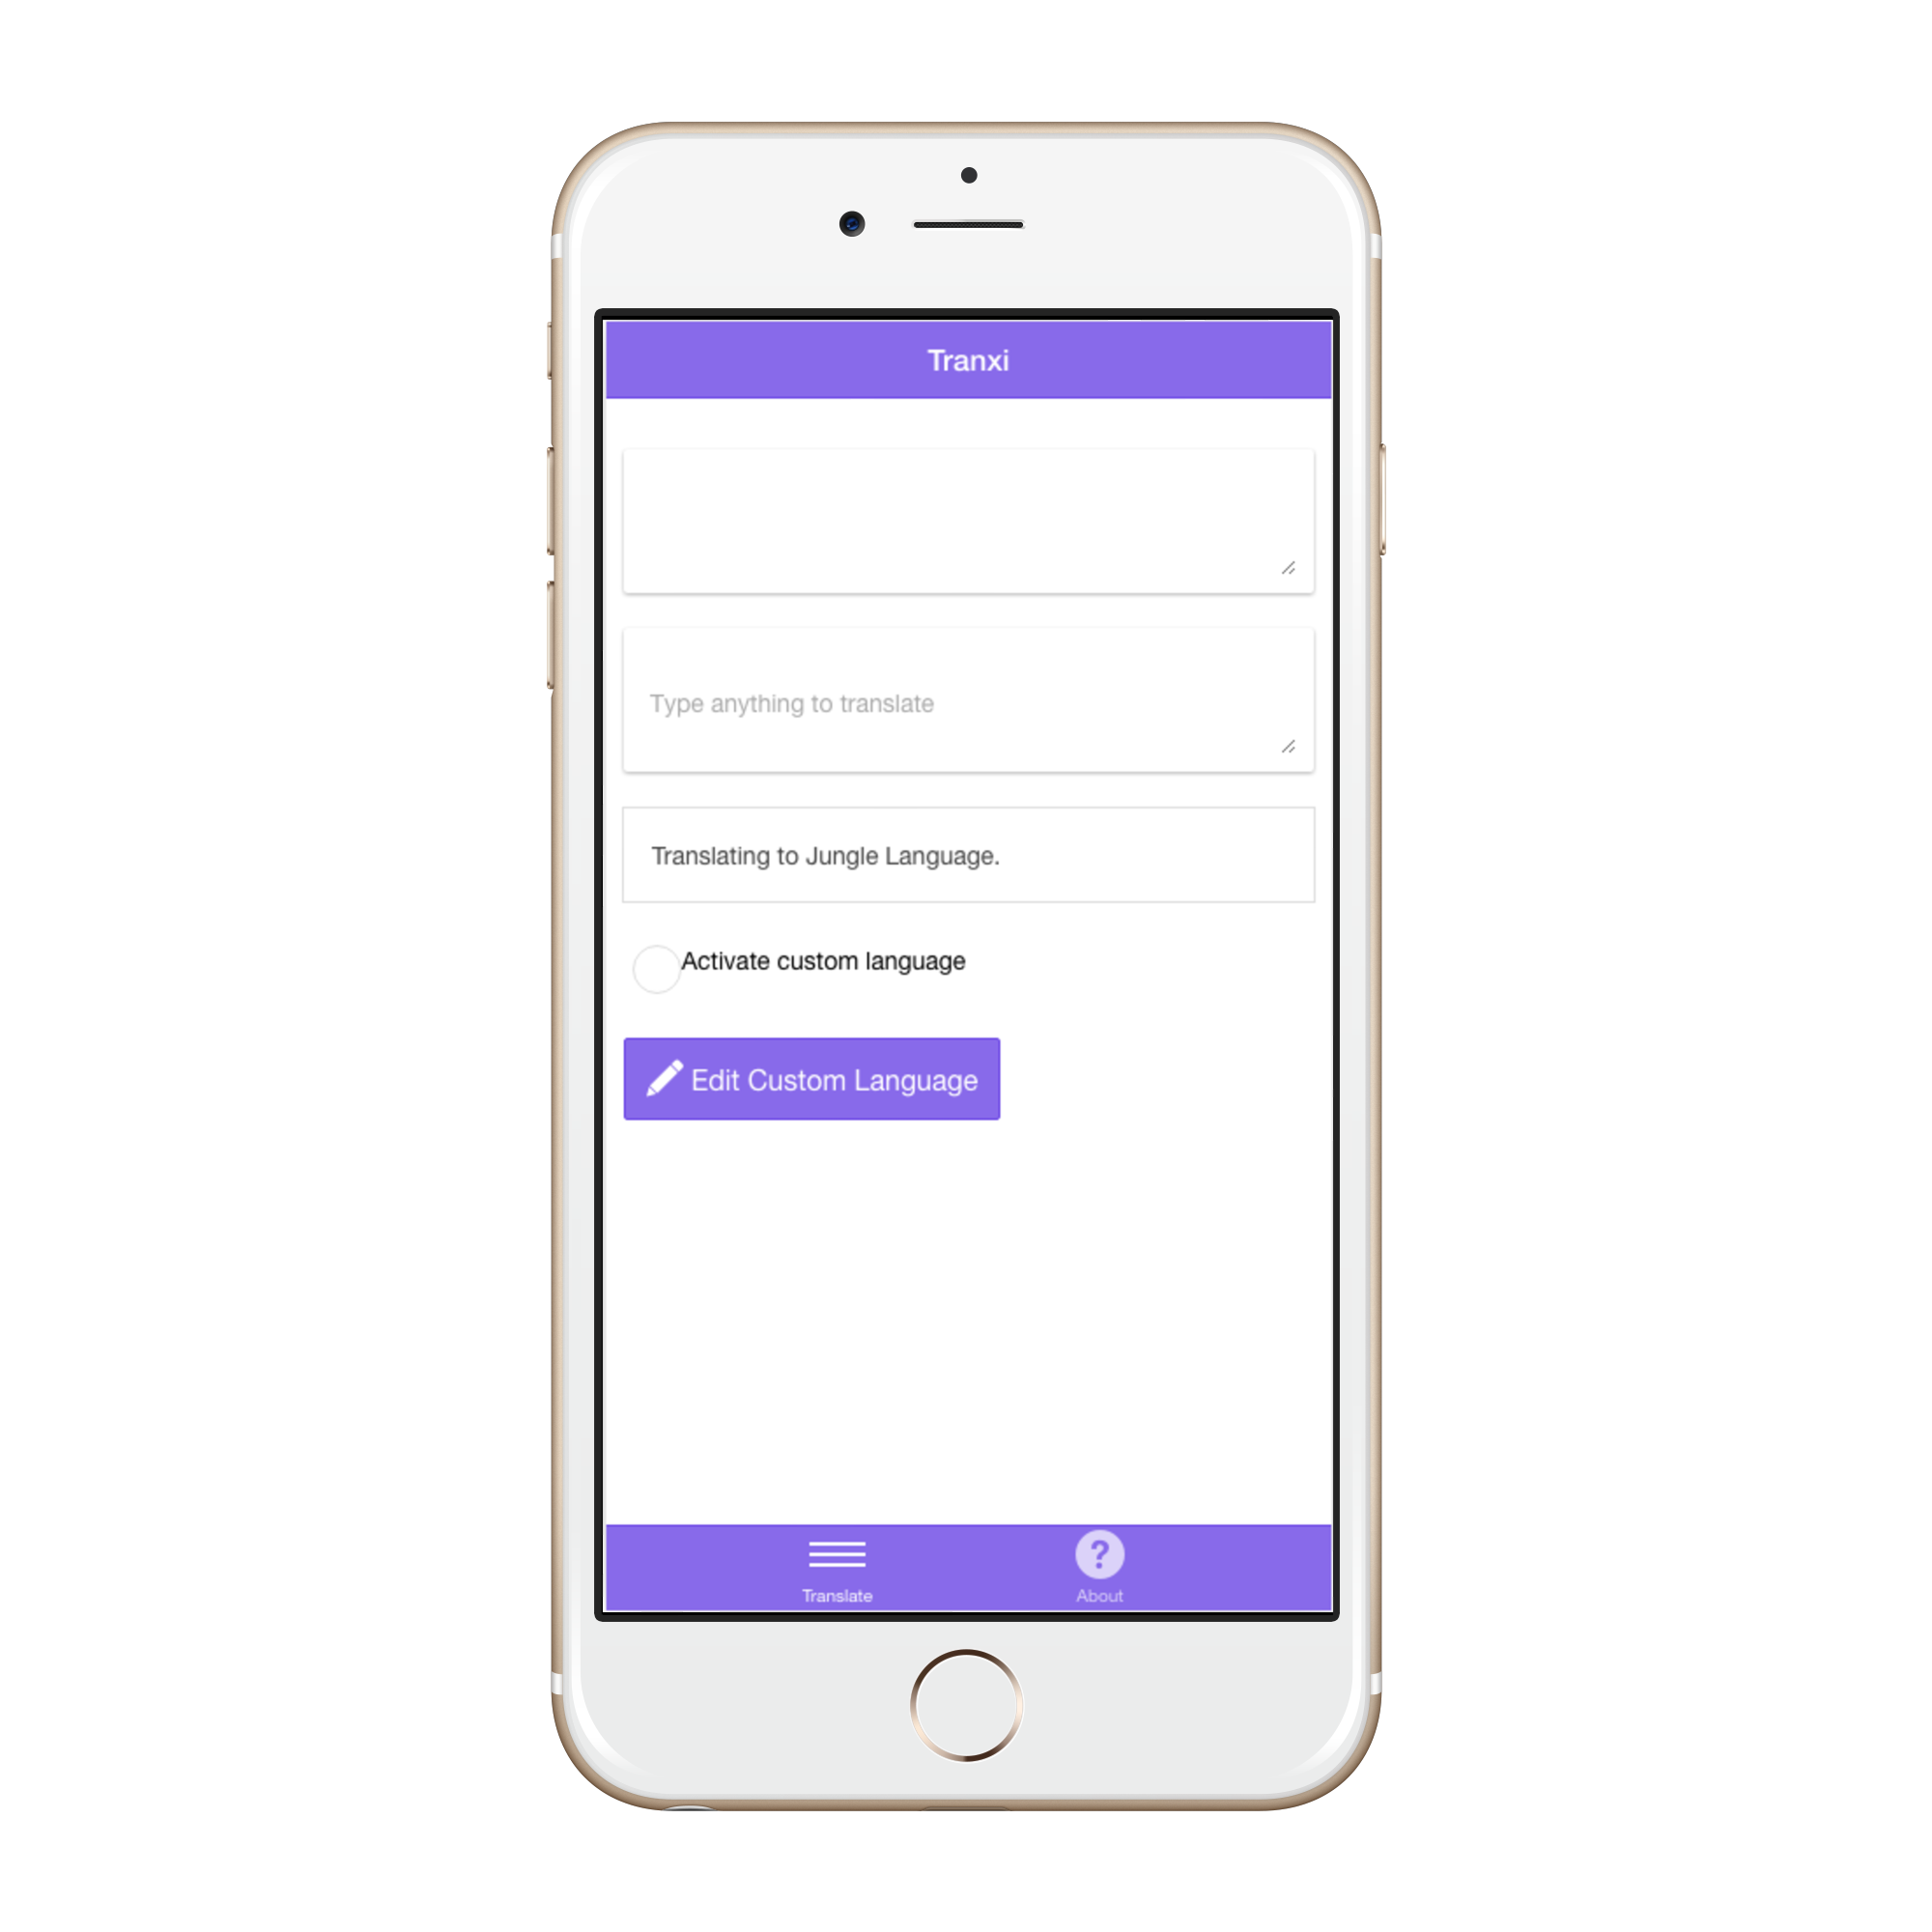 Tranxi
Type anything to translate
Translating to Jungle Language.
Activate custom language
Edit Custom Language
Translate
?
About